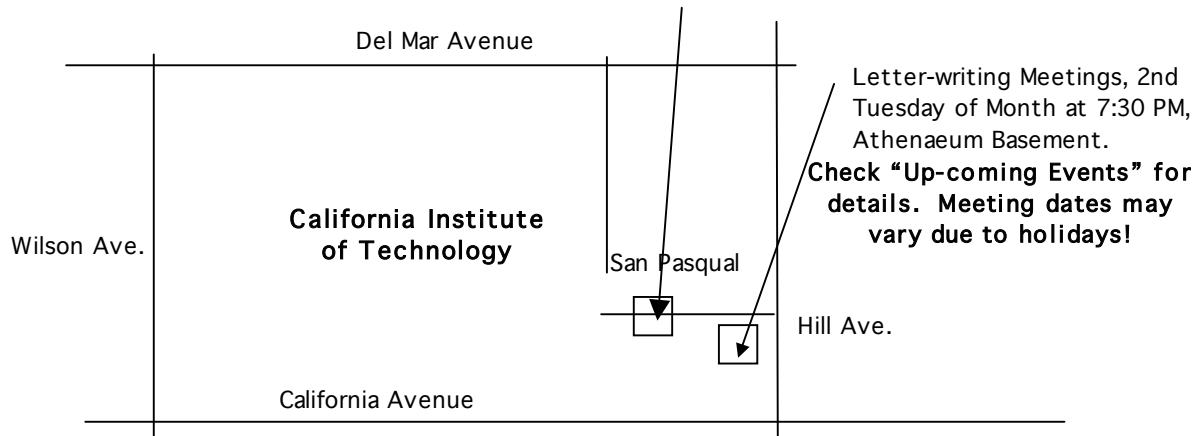 Del Mar Avenue
Letter-writing Meetings, 2nd
Tuesday of Month at 7:30 PM,
Athenaeum Basement.
Check “Up-coming Events” for
details.  Meeting dates may
vary due to holidays!
California Institute
of Technology
Wilson Ave.
San Pasqual
Hill Ave.
California Avenue